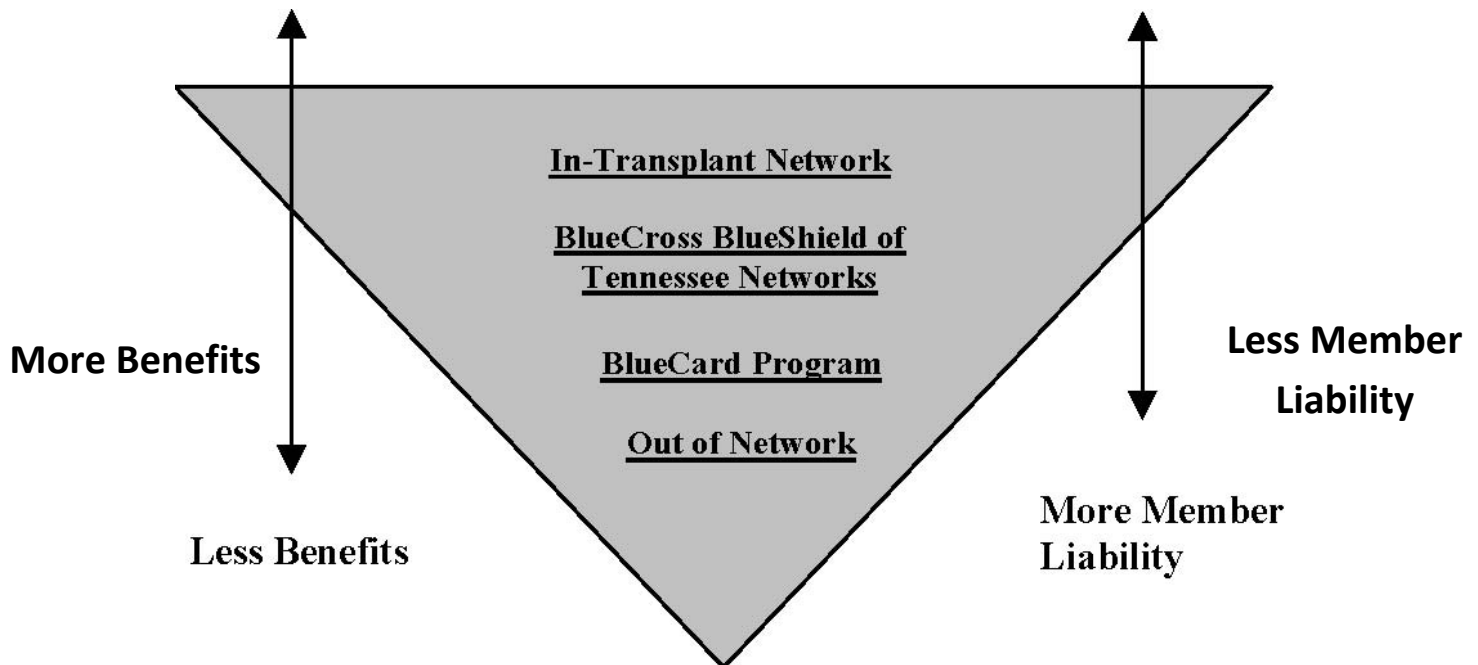 In-Transplant Network
BlueCross BlueShield of
Tennessee Networks
BlueCard Program
Out of Network
More Benefits
Less Benefits
Less Member
Liability
More Member
Liability